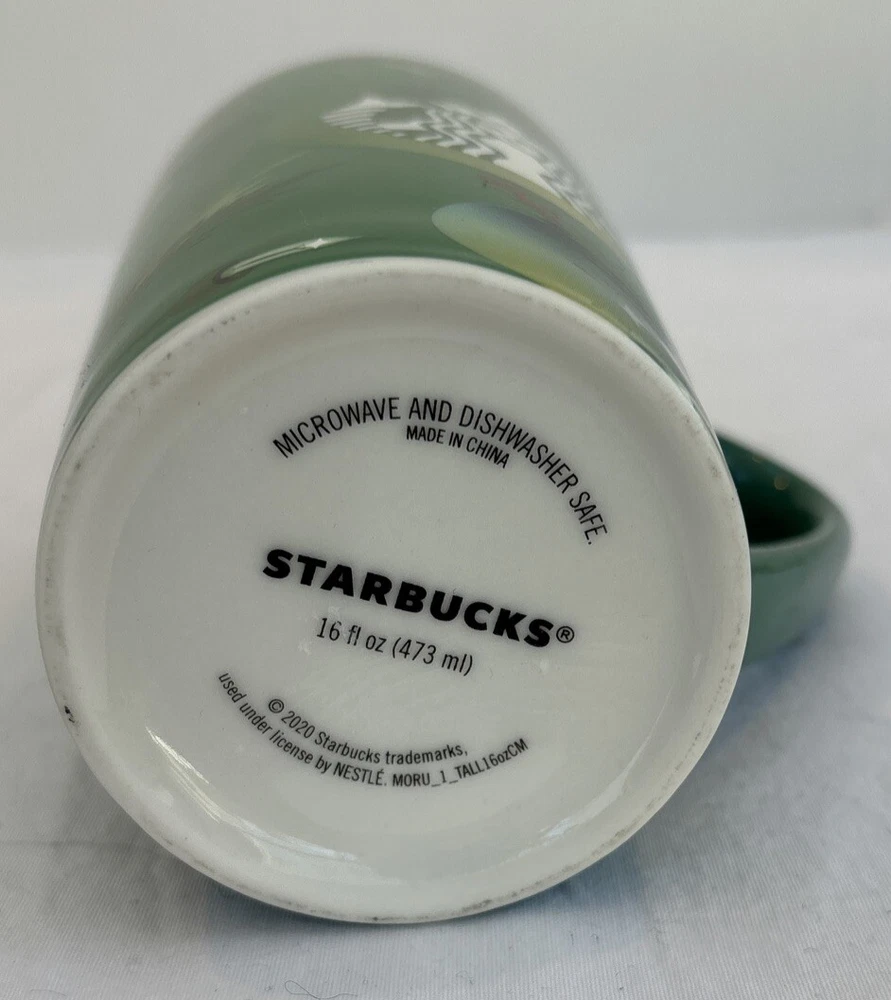 MICROWAVE AND DISHWASHER SAFE.
MADE IN CHINA
STARBUCKS®
16 fl oz (473 ml)
© 2020 Starbucks trademarks,
used under license by NESTLÉ. MORU_1_TALL16ozCM